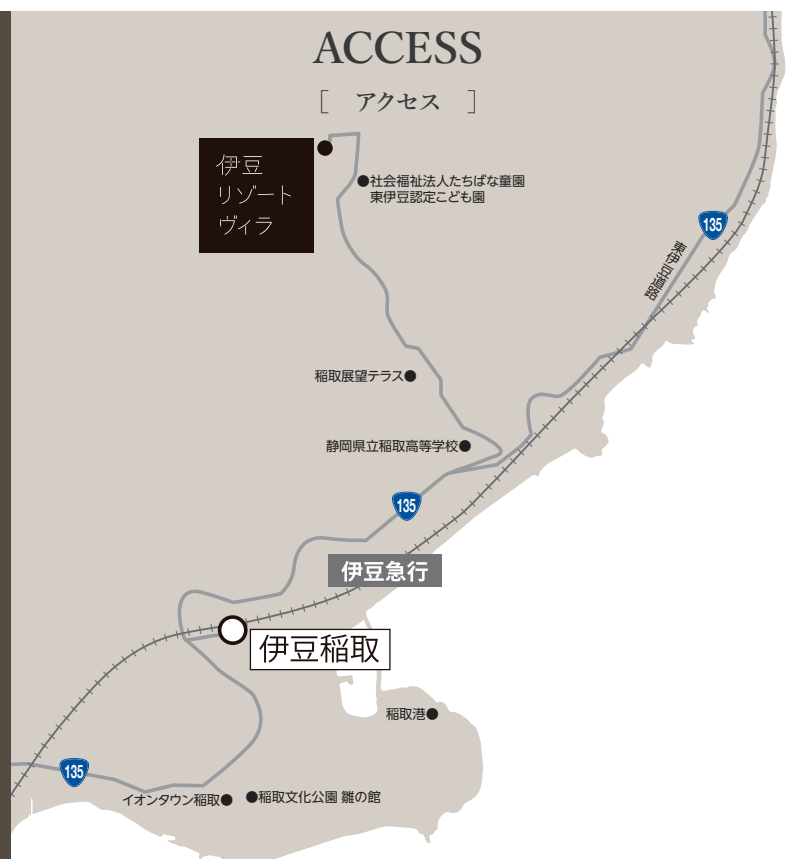 ACCESS
[ アクセス ]
伊豆
リゾート
ヴィラ
●社会福祉法人たちばな童園
東伊豆認定こども園
135
東伊豆道路
稲取展望テラス●
静岡県立稲取高等学校●
135
伊豆急行
伊豆稲取
稲取港●
135
イオンタウン稲取●
●稲取文化公園 雛の館